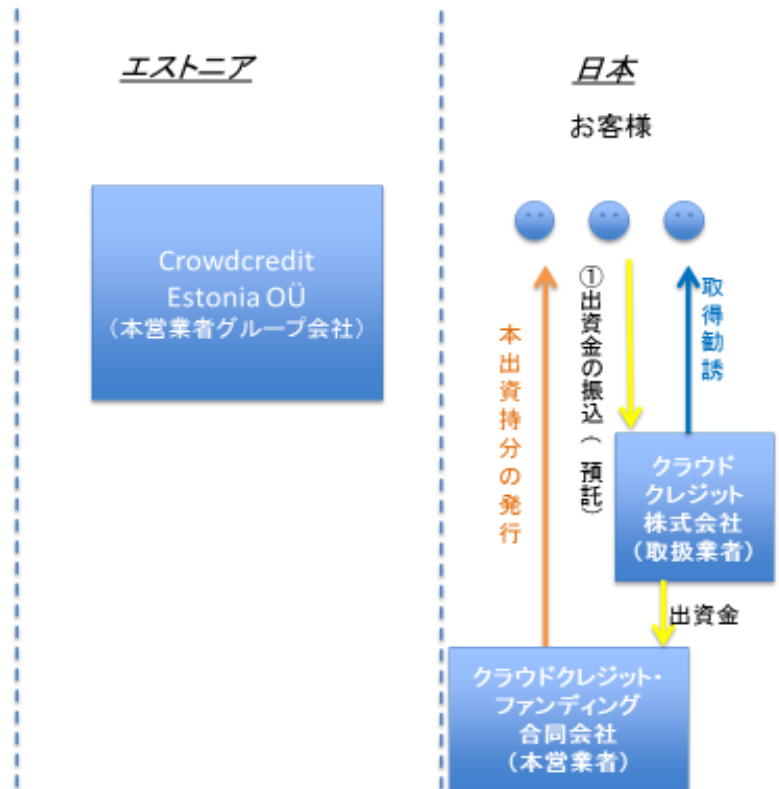 エストニア
日本
お客様
Crowdcredit
Estonia OÜ
(本営業者グループ会社)
本出資持分の発行
①出資金の振込(預託)
取得勧誘
クラウド
クレジット
株式会社
(取扱業者)
出資金
クラウドクレジット・
ファンディング
合同会社
(本営業者)